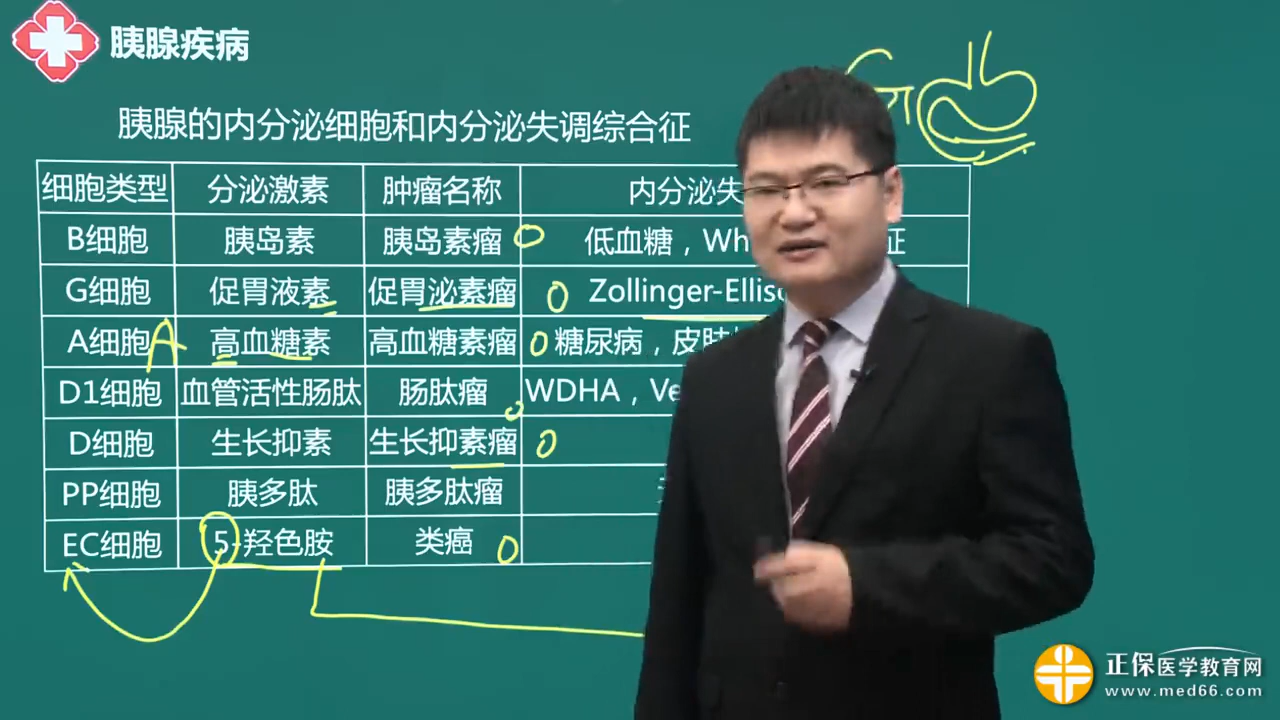 胰腺疾病
胰腺的内分泌细胞和内分泌失调综合征
细胞类型 分泌激素 肿瘤名称 内分泌失
B细胞 胰岛素 胰岛素瘤 低血糖，Wh 征
G细胞 促胃液素 促胃泌素瘤 Zollinger-Ellis
A细胞 A 高血糖素 高血糖素瘤 糖尿病，皮肤
D1细胞 血管活性肠肽 肠肽瘤 WDHA，Ve
D细胞 生长抑素 生长抑素瘤
PP细胞 胰多肽 胰多肽瘤
EC细胞 5-羟色胺 类癌
正保医学教育网
www.med66.com